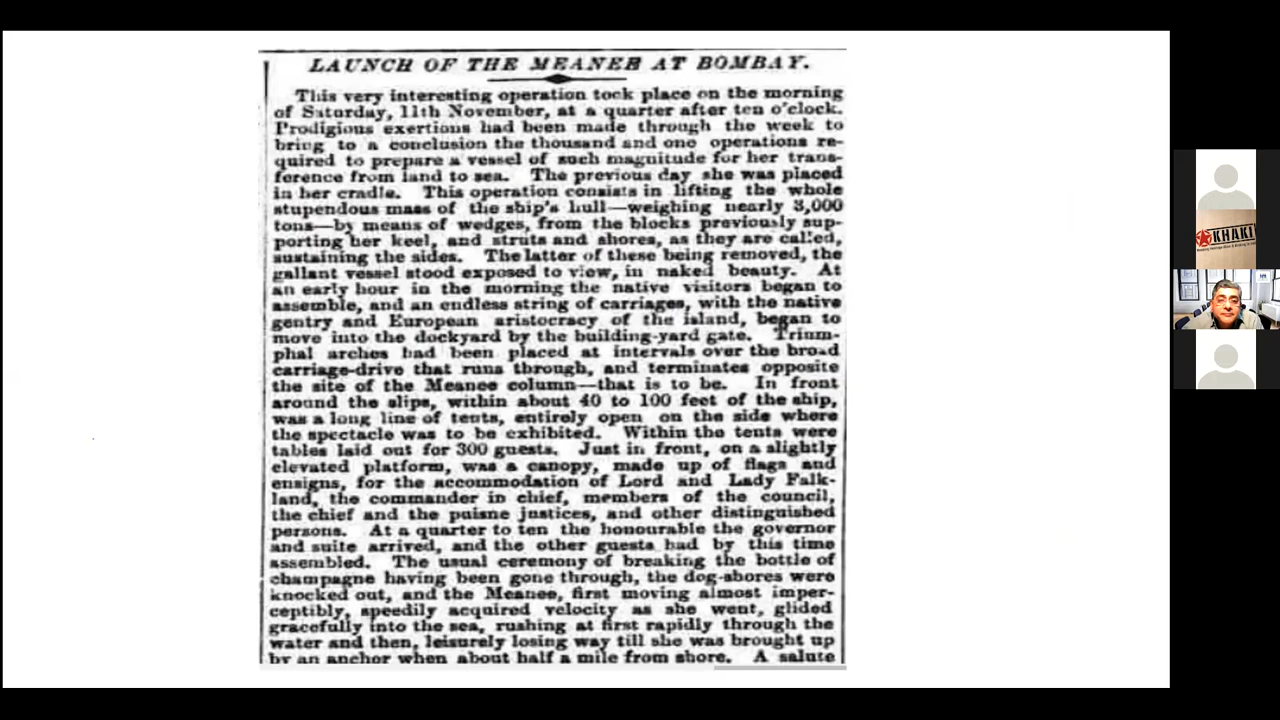 LAUNCH OF THE MEANEE AT BOMBAY.
This very interesting operation took place on the morning
of Saturday, 11th November, at a quarter after ten o'clock.
Prodigious exertions had been made through the week to
bring to a conclusion the thousand and one operations re-
quired to prepare a vessel of such magnitude for her trans-
ference from land to sea. The previous day she was placed
in her cradle. This operation consists in lifting the whole
stupendous mass of the ship's hull—weighing nearly 3,000
tons—by means of wedges, from the blocks previously sup-
porting her keel, and struts and shores, as they are called,
sustaining the sides. The latter of these being removed, the
gallant vessel stood exposed to view, in naked beauty. At
an early hour in the morning the native visitors began to
assemble, and an endless string of carriages, with the native
gentry and European aristocracy of the island, began to
move into the dockyard by the building-yard gate. Trium-
phal arches had been placed at intervals over the broad
carriage-drive that runs through, and terminates opposite
the site of the Meanee column—that is to be. In front
around the slips, within about 40 to 100 feet of the ship,
was a long line of tents, entirely open on the side where
the spectacle was to be exhibited. Within the tents were
tables laid out for 300 guests. Just in front, on a slightly
elevated platform, was a canopy, made up of flags and
ensigns, for the accommodation of Lord and Lady Falk-
land, the commander in chief, members of the council,
the chief and the puisne justices, and other distinguished
persons. At a quarter to ten the honourable the governor
and suite arrived, and the other guests had by this time
assembled. The usual ceremony of breaking the bottle of
champagne having been gone through, the dog-shores were
knocked out, and the Meanee, first moving almost imper-
ceptibly, speedily acquired velocity as she went, glided
gracefully into the sea, rushing at first rapidly through the
water and then, leisurely losing way till she was brought up
by an anchor when about half a mile from shore. A salute
KHAKI